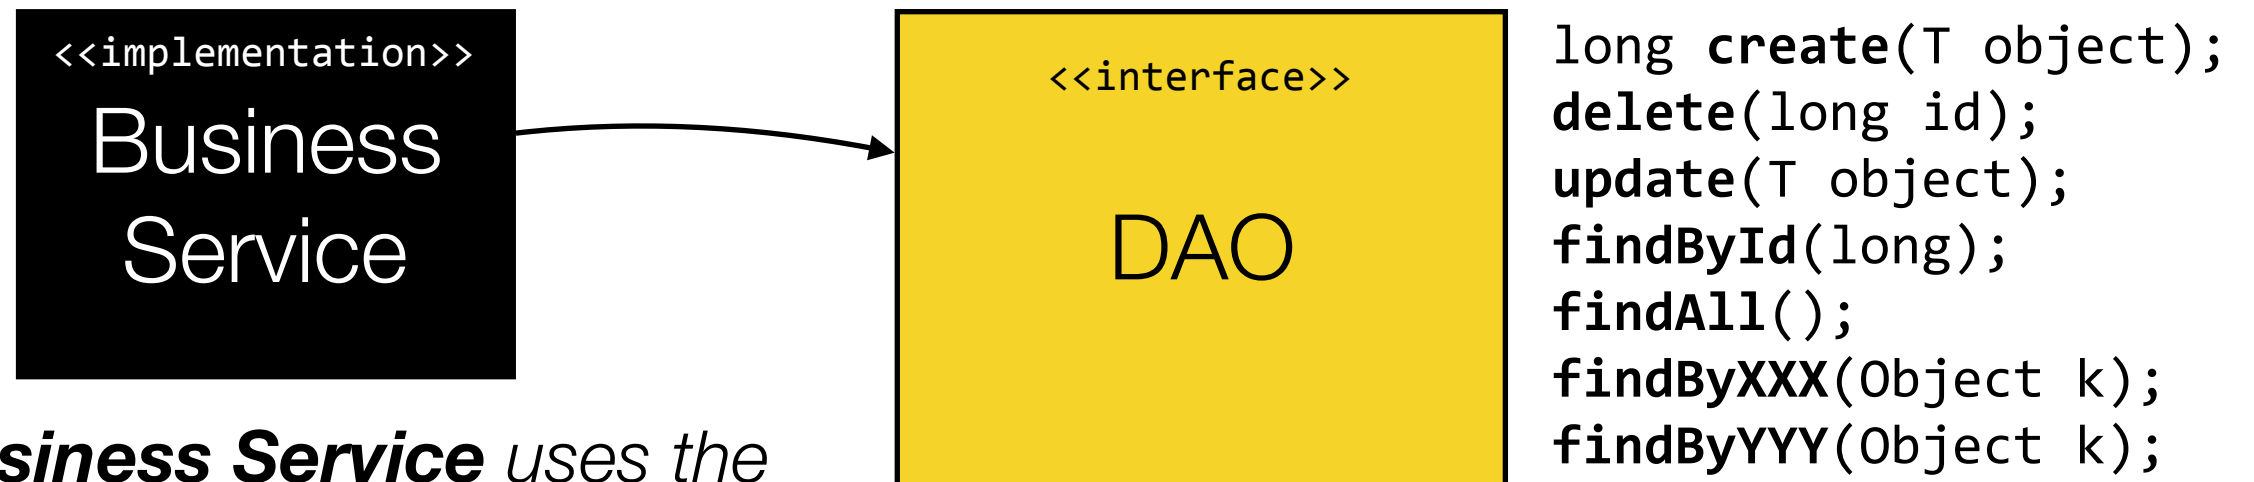 <<implementation>>
Business
Service
siness Service uses the
<<interface>>
DAO
long create(T object);
delete(long id);
update(T object);
findById(long);
findAll();
findByXXX(Object k);
findByYYY(Object k);